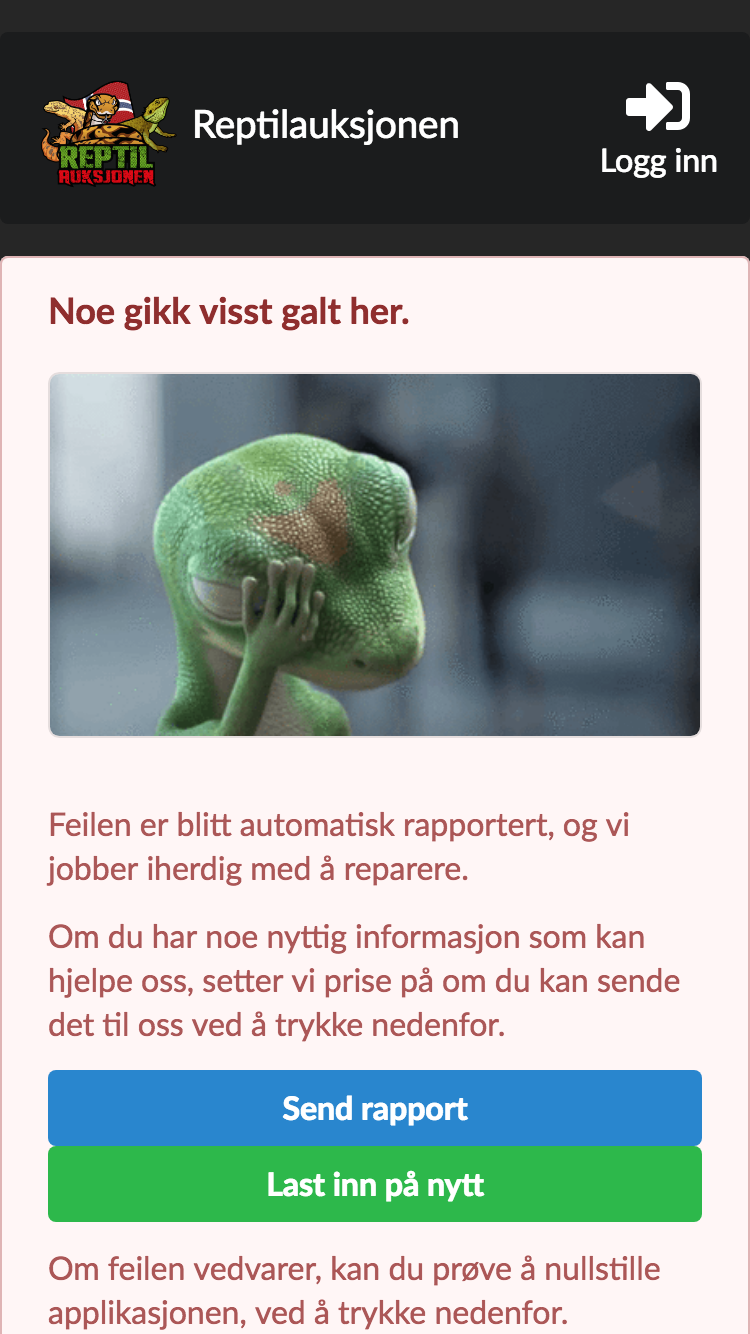 REPTIL
AUKSJONEN
Reptilauksjonen
Logg inn
Noe gikk visst galt her.
Feilen er blitt automatisk rapportert, og vi
jobber iherdig med å reparere.
Om du har noe nyttig informasjon som kan
hjelpe oss, setter vi prise på om du kan sende
det til oss ved å trykke nedenfor.
Send rapport
Last inn på nytt
Om feilen vedvarer, kan du prøve å nullstille
applikasjonen, ved å trykke nedenfor.